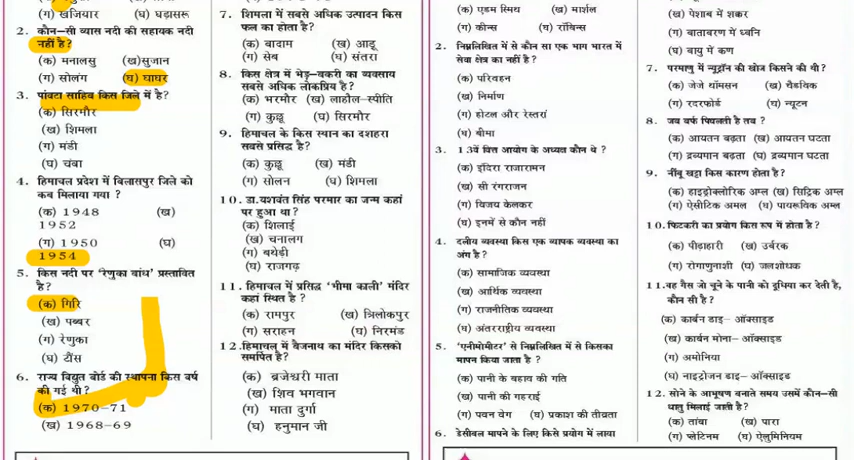 (ग) खजियार (घ) घड़ासरू
2. कौन-सी व्यास नदी की सहायक नदी
नहीं है?
(क) मनालसु (ख)सुजान
(ग) सोलंग (घ) घाघर
3. पांवटा साहिब किस जिले में है?
(क) सिरमौर
(ख) शिमला
(ग) मंडी
(घ) चंबा
4. हिमाचल प्रदेश में बिलासपुर जिले को
कब मिलाया गया ?
(क) 1948 (ख)
1952
(ग) 1950 (घ)
1954
5. किस नदी पर 'रेणुका बांध' प्रस्तावित
है?
(क) गिरि
(ख) पब्बर
(ग) रेणुका
(घ) टौंस
6. राज्य विद्युत बोर्ड की स्थापना किस वर्ष
की गई थी?
(क) 1970-71
(ख) 1968-69
7. शिमला में सबसे अधिक उत्पादन किस
फल का होता है?
(क) बादाम (ख) आडू
(ग) सेब (घ) संतरा
8. किस क्षेत्र में भेड़-बकरी का व्यवसाय
सबसे अधिक लोकप्रिय है?
(क) भरमौर (ख) लाहौल-स्पीति
(ग) कुल्लू (घ) सिरमौर
9. हिमाचल के किस स्थान का दशहरा
सबसे प्रसिद्ध है?
(क) कुल्लू (ख) मंडी
(ग) सोलन (घ) शिमला
10. डा.यशवंत सिंह परमार का जन्म कहां
पर हुआ था ?
(क) शिलाई
(ख) चनालग
(ग) बथेड़ी
(घ) राजगढ़
11. हिमाचल में प्रसिद्ध 'भीमा काली' मंदिर
कहां स्थित है ?
(क) रामपुर (ख) त्रिलोकपुर
(ग) सराहन (घ) निरमंड
12.हिमाचल में बैजनाथ का मंदिर किसको
समर्पित है?
(क) ब्रजेश्वरी माता
(ख) शिव भगवान
(ग) माता दुर्गा
(घ) हनुमान जी
(क) एडम स्मिथ (ख) मार्शल
(ग) कीन्स (घ) रॉबिन्स
2. निम्नलिखित में से कौन सा एक भाग भारत में
सेवा क्षेत्र का नहीं है?
(क) परिवहन
(ख) निर्माण
(ग) होटल और रेस्तरां
(घ) बीमा
3. 13वें वित्त आयोग के अध्यक्ष कौन थे ?
(क) इंदिरा राजारामन
(ख) सी रंगराजन
(ग) विजय केलकर
(घ) इनमें से कौन नहीं
4. दलीय व्यवस्था किस एक व्यापक व्यवस्था का
अंग है?
(क) सामाजिक व्यवस्था
(ख) आर्थिक व्यवस्था
(ग) राजनीतिक व्यवस्था
(घ) अंतरराष्ट्रीय व्यवस्था
5. 'एनीमोमीटर' से निम्नलिखित में से किसका
मापन किया जाता है ?
(क) पानी के बहाव की गति
(ख) पानी की गहराई
(ग) पवन वेग (घ) प्रकाश की तीव्रता
6. डेसीबल मापने के लिए किसे प्रयोग में लाया
(ख) पेशाब में शक्कर
(ग) वातावरण में ध्वनि
(घ) वायु में कण
7. परमाणु में न्यूट्रॉन की खोज किसने की थी?
(क) जेजे थॉमसन (ख) चैडविक
(ग) रदरफोर्ड (घ) न्यूटन
8. जब बर्फ पिघलती है तब ?
(क) आयतन बढ़ता (ख) आयतन घटता
(ग) द्रव्यमान बढ़ता (घ) द्रव्यमान घटता
9. नींबू खट्टा किस कारण होता है?
(क) हाइड्रोक्लोरिक अम्ल (ख) सिट्रिक अम्ल
(ग) ऐसीटिक अमल (घ) पायरूविक अम्ल
10.फिटकरी का प्रयोग किस रूप में होता है?
(क) पीड़ाहारी (ख) उर्वरक
(ग) रोगाणुनाशी (घ) जलशोधक
11.वह गैस जो चूने के पानी को दूधिया कर देती है,
कौन सी है?
(क) कार्बन डाइ- ऑक्साइड
(ख) कार्बन मोना- ऑक्साइड
(ग) अमोनिया
(घ) नाइट्रोजन डाइ- ऑक्साइड
12. सोने के आभूषण बनाते समय उसमें कौन-सी
धातु मिलाई जाती है?
(क) तांबा (ख) पारा
(ग) प्लेटिनम (घ) ऐलुमिनियम